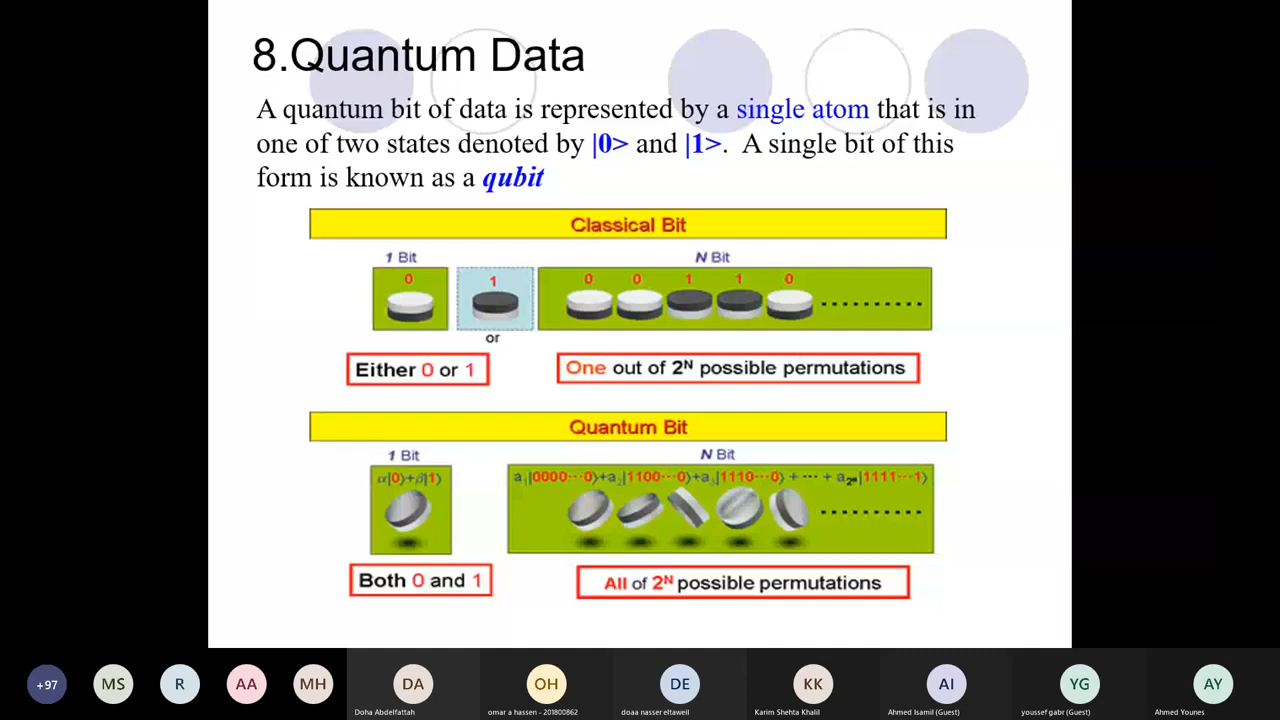 8.Quantum Data
A quantum bit of data is represented by a single atom that is in
one of two states denoted by |0> and |1>. A single bit of this
form is known as a qubit
Classical Bit
1 Bit
N Bit
0
1
0 0 1 1 0 ..........
or
Either 0 or 1
One out of 2ᴺ possible permutations
Quantum Bit
1 Bit
N Bit
α|0⟩+β|1⟩
a₁|0000···0⟩+a₂|1100···0⟩+a₃|1110···0⟩ + ··· + |1111···1⟩
..........
Both 0 and 1
All of 2ᴺ possible permutations
+97
MS
R
AA
MH
DA
OH
DE
KK
AI
YG
AY
Doha Abdelfattah
omar a hassen - 201800862
doaa nasser eltaweil
Karim Shehta Khalil
Ahmed Isamil (Guest)
youssef gabr (Guest)
Ahmed Younes